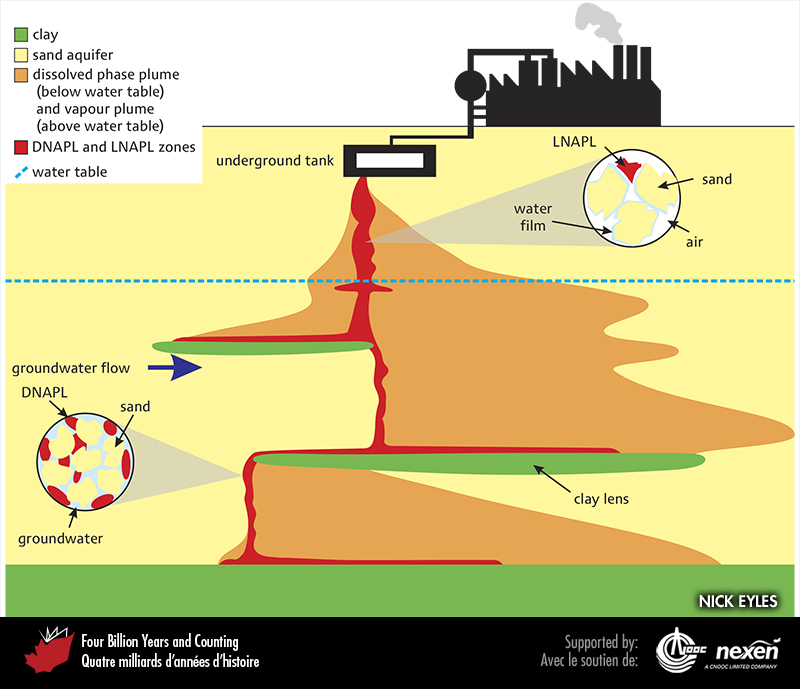 clay
sand aquifer
dissolved phase plume
(below water table)
and vapour plume
(above water table)
DNAPL and LNAPL zones
water table
underground tank
LNAPL
sand
water
film
air
groundwater flow
DNAPL
sand
groundwater
clay lens
NICK EYLES
Four Billion Years and Counting
Quatre milliards d'années d'histoire
Supported by:
Avec le soutien de:
CNOOC
nexen
A CNOOC LIMITED COMPANY